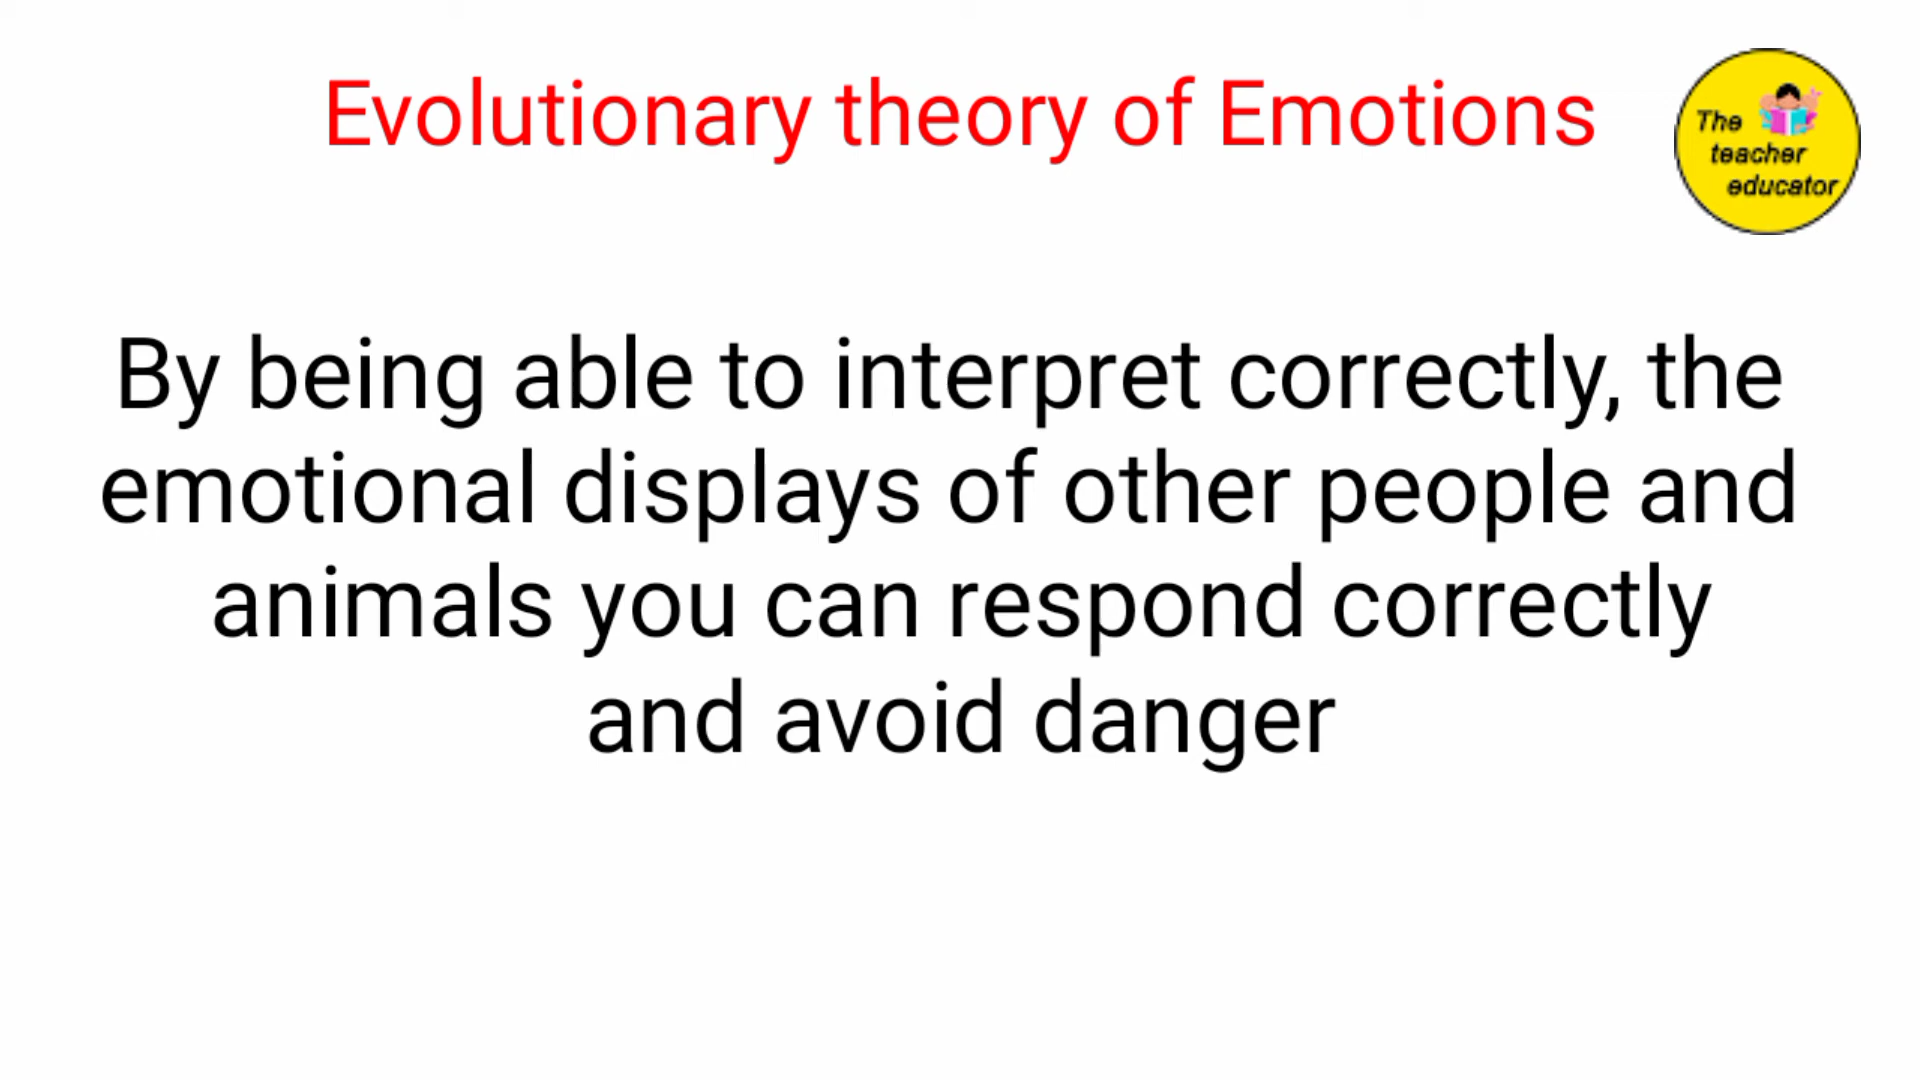 Evolutionary theory of Emotions
The
teacher
educator
By being able to interpret correctly, the
emotional displays of other people and
animals you can respond correctly
and avoid danger